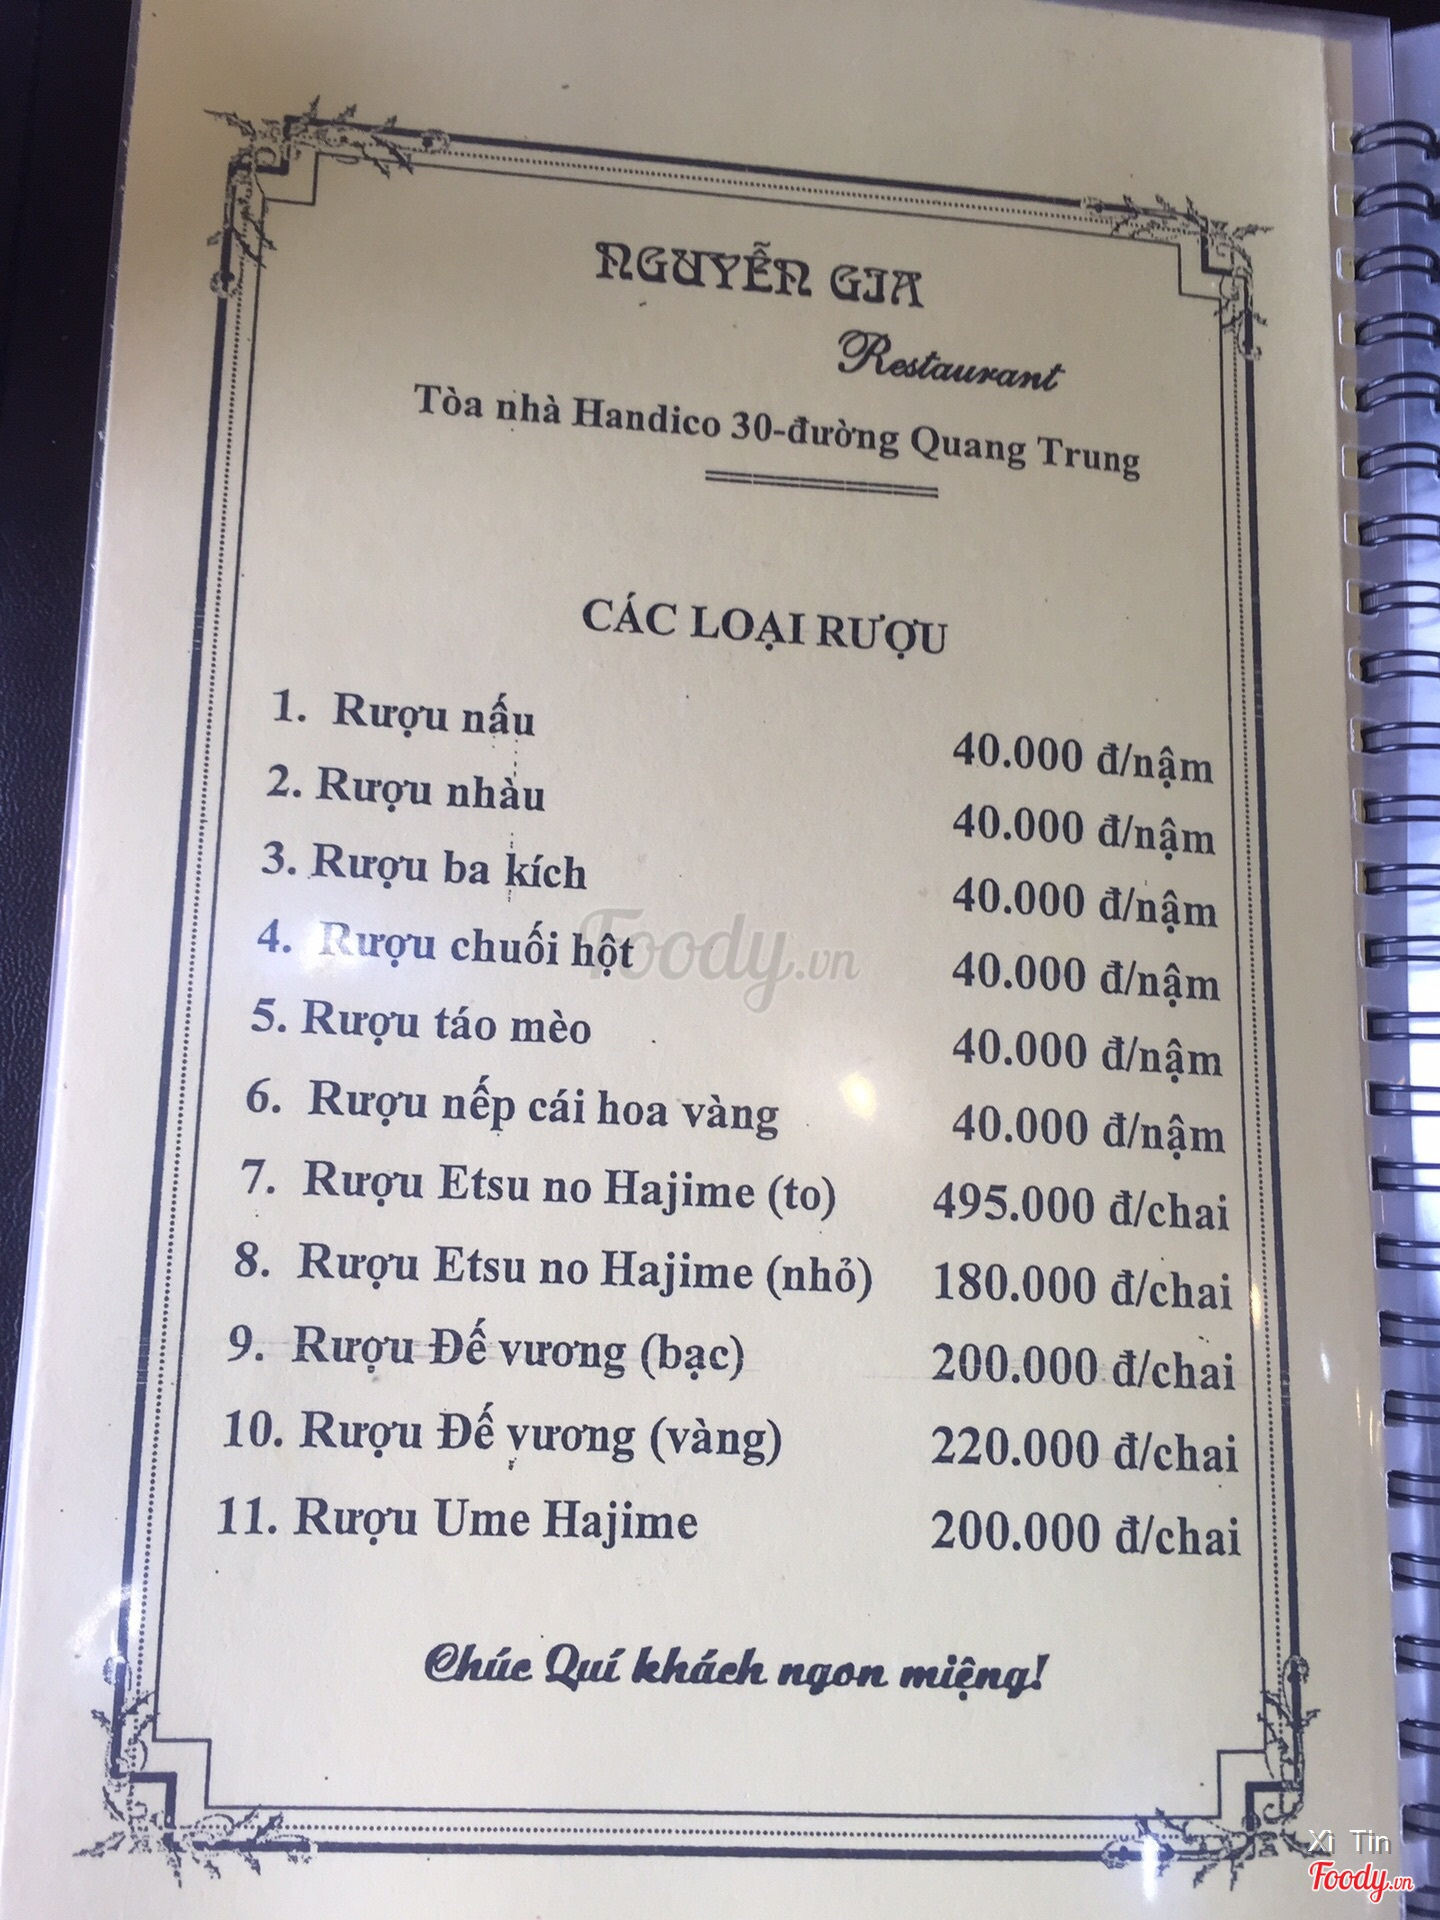 NGUYỄN GIA
Restaurant
Tòa nhà Handico 30-đường Quang Trung
CÁC LOẠI RƯỢU
1. Rượu nấu 40.000 đ/nậm
2. Rượu nhàu 40.000 đ/nậm
3. Rượu ba kích 40.000 đ/nậm
4. Rượu chuối hột 40.000 đ/nậm
5. Rượu táo mèo 40.000 đ/nậm
6. Rượu nếp cái hoa vàng 40.000 đ/nậm
7. Rượu Etsu no Hajime (to) 495.000 đ/chai
8. Rượu Etsu no Hajime (nhỏ) 180.000 đ/chai
9. Rượu Đế vương (bạc) 200.000 đ/chai
10. Rượu Đế vương (vàng) 220.000 đ/chai
11. Rượu Ume Hajime 200.000 đ/chai
Chúc Quí khách ngon miệng!
Foody.vn
Xi Tin
Foody.vn